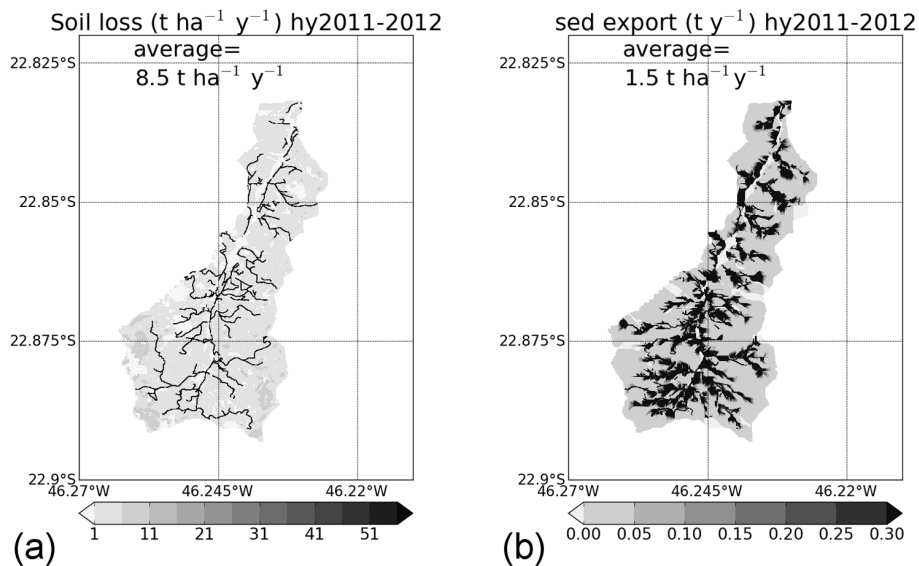 Soil loss (t ha⁻¹ y⁻¹) hy2011-2012
average=
8.5 t ha⁻¹ y⁻¹
22.825°S
22.85°S
22.875°S
22.9°S
46.27°W
46.245°W
46.22°W
1 11 21 31 41 51
(a)
sed export (t y⁻¹) hy2011-2012
average=
1.5 t ha⁻¹y⁻¹
22.825°S
22.85°S
22.875°S
22.9°S
46.27°W
46.245°W
46.22°W
0.00 0.05 0.10 0.15 0.20 0.25 0.30
(b)